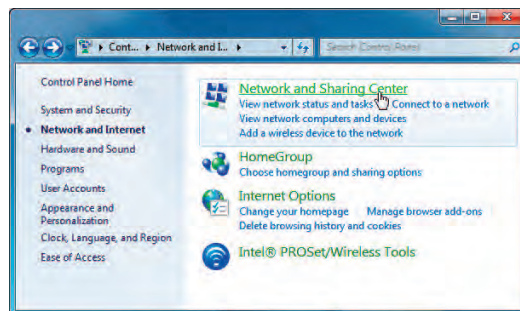 Cont... Network and I...
Search Control Panel
Control Panel Home
System and Security
Network and Internet
Hardware and Sound
Programs
User Accounts
Appearance and
Personalization
Clock, Language, and Region
Ease of Access
Network and Sharing Center
View network status and tasks Connect to a network
View network computers and devices
Add a wireless device to the network
HomeGroup
Choose homegroup and sharing options
Internet Options
Change your homepage Manage browser add-ons
Delete browsing history and cookies
Intel® PROSet/Wireless Tools